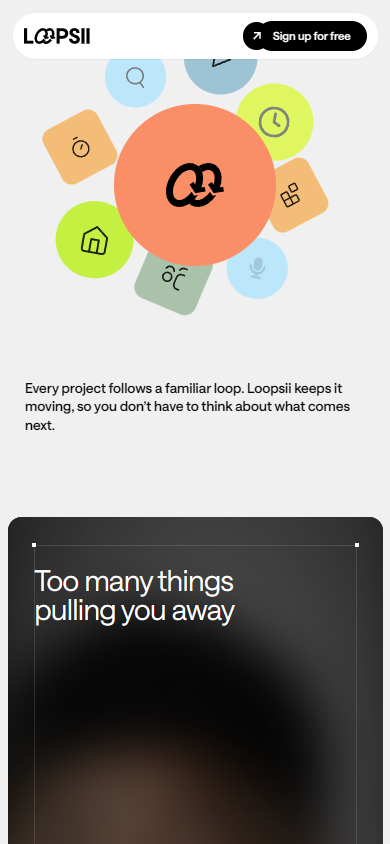 LOOPSII
Sign up for free
Every project follows a familiar loop. Loopsii keeps it
moving, so you don't have to think about what comes
next.
Too many things
pulling you away